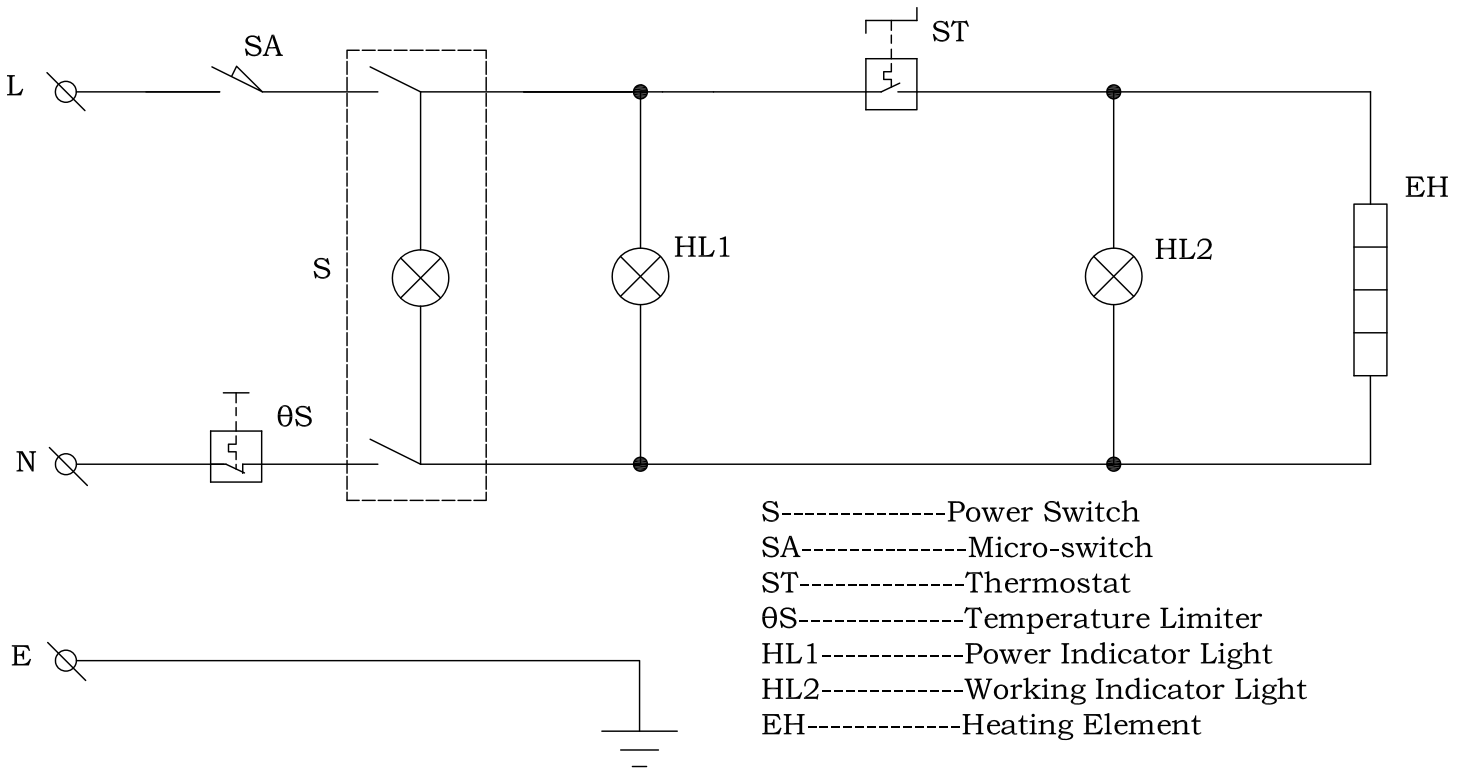 SA
ST
L
EH
HL1
HL2
S
θS
N
S--------------Power Switch
SA--------------Micro-switch
ST--------------Thermostat
θS--------------Temperature Limiter
E
HL1------------Power Indicator Light
HL2------------Working Indicator Light
EH-------------Heating Element